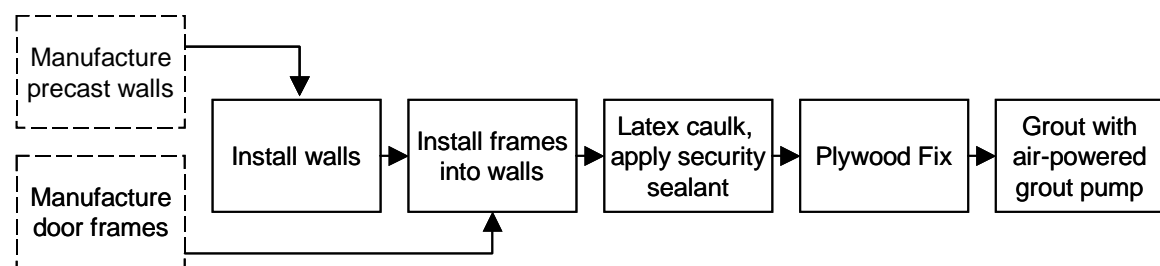 Manufacture
precast walls
Manufacture
door frames
Install walls
Install frames
into walls
Latex caulk,
apply security
sealant
Plywood Fix
Grout with
air-powered
grout pump